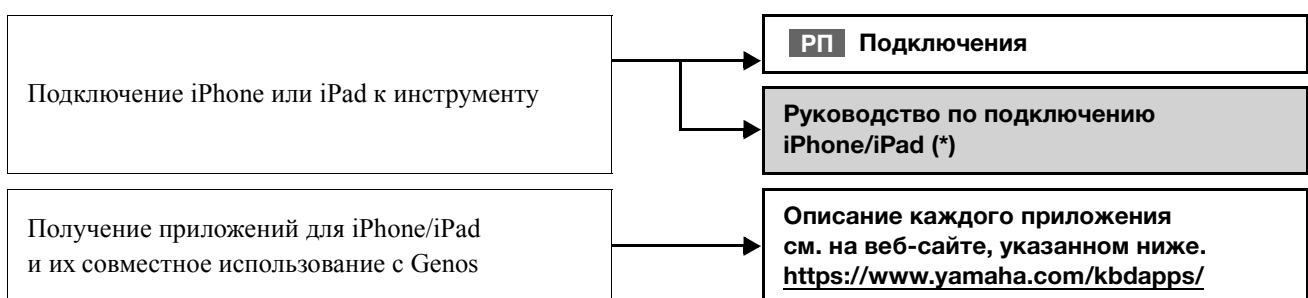 Подключение iPhone или iPad к инструменту
РП Подключения
Руководство по подключению
iPhone/iPad (*)
Получение приложений для iPhone/iPad
и их совместное использование с Genos
Описание каждого приложения
см. на веб-сайте, указанном ниже.
https://www.yamaha.com/kbdapps/